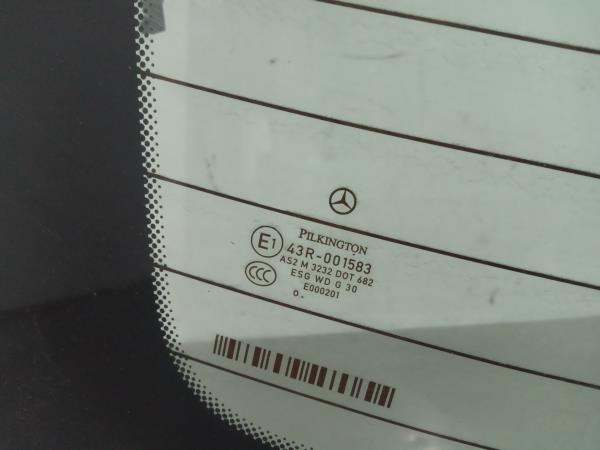 PILKINGTON
E1 43R-001583
AS2 M 3232 DOT 682
CCC ESG WD G 30
E000201
o.